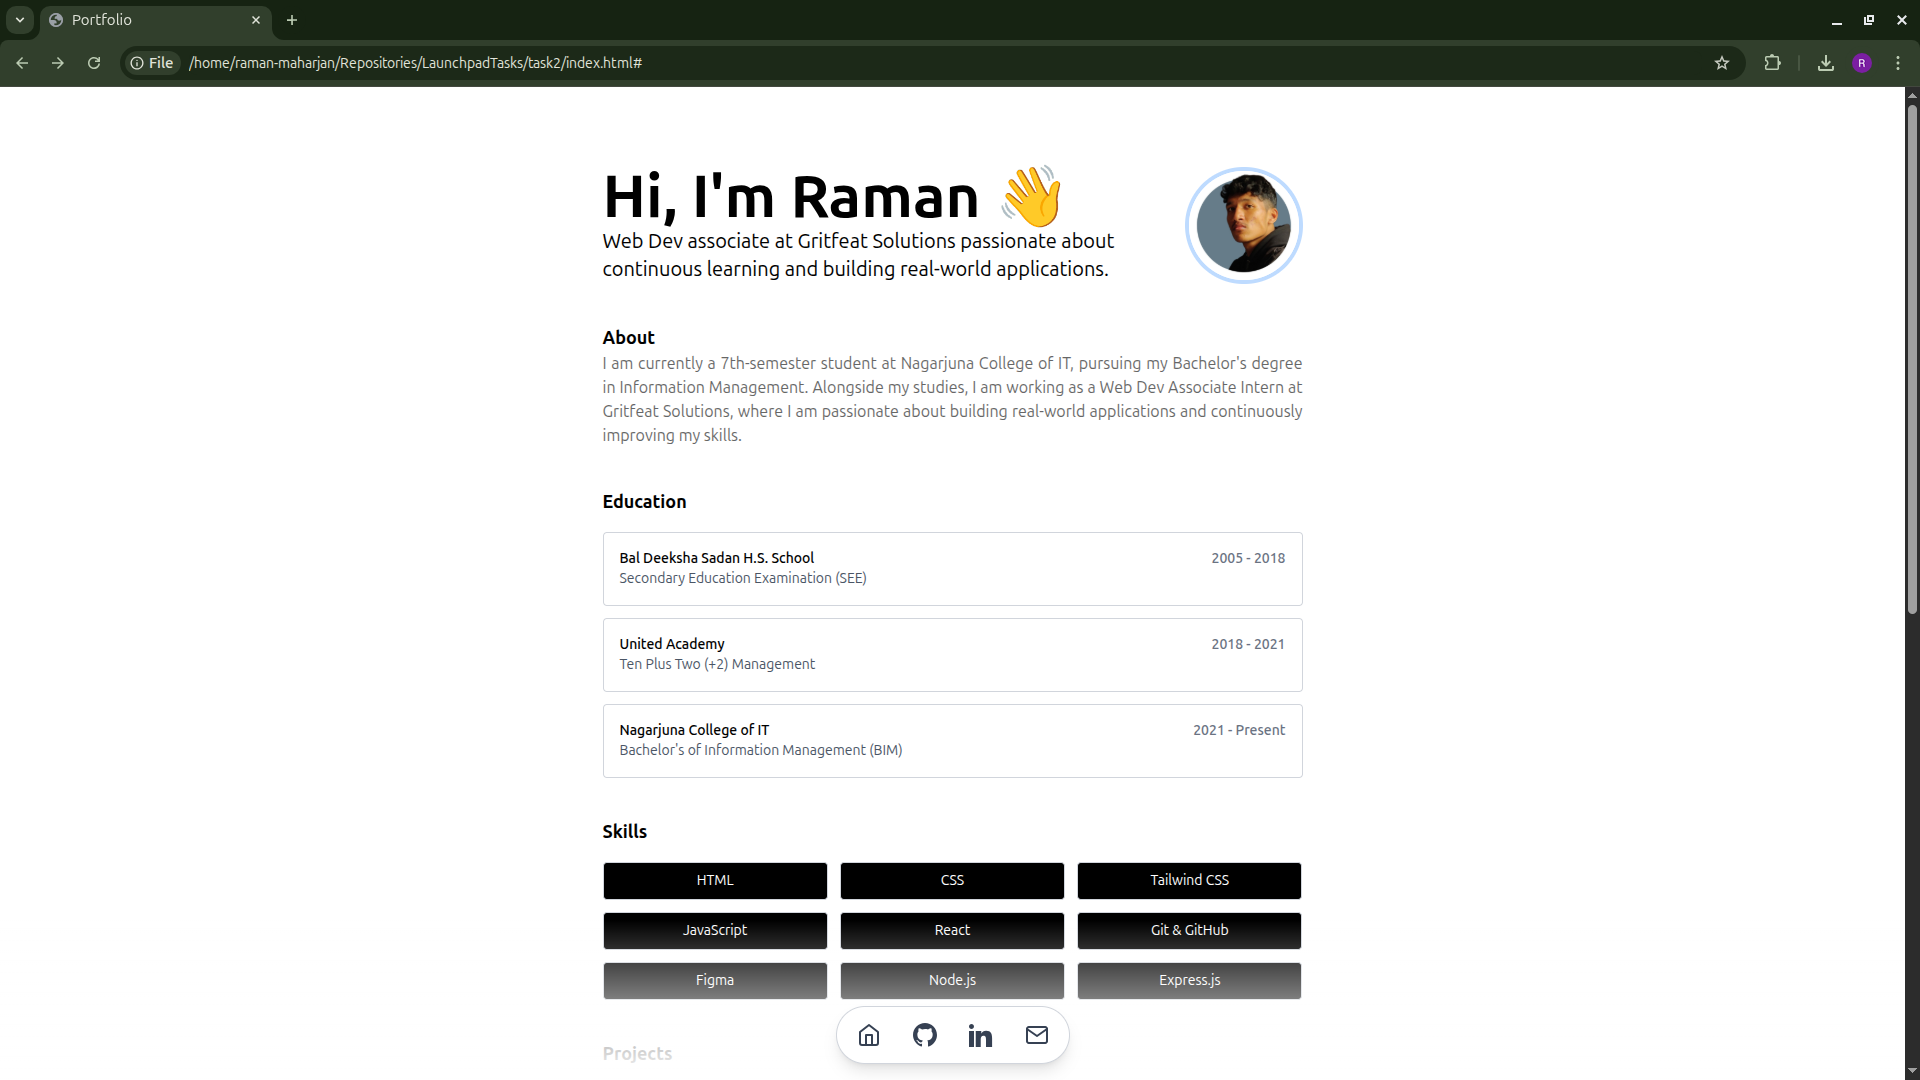 Portfolio
File
/home/raman-maharjan/Repositories/LaunchpadTasks/task2/index.html#
R
Hi, I'm Raman 👋
Web Dev associate at Gritfeat Solutions passionate about
continuous learning and building real-world applications.
About
I am currently a 7th-semester student at Nagarjuna College of IT, pursuing my Bachelor's degree
in Information Management. Alongside my studies, I am working as a Web Dev Associate Intern at
Gritfeat Solutions, where I am passionate about building real-world applications and continuously
improving my skills.
Education
Bal Deeksha Sadan H.S. School 2005 - 2018
Secondary Education Examination (SEE)
United Academy 2018 - 2021
Ten Plus Two (+2) Management
Nagarjuna College of IT 2021 - Present
Bachelor's of Information Management (BIM)
Skills
HTML CSS Tailwind CSS
JavaScript React Git & GitHub
Figma Node.js Express.js
in
Projects